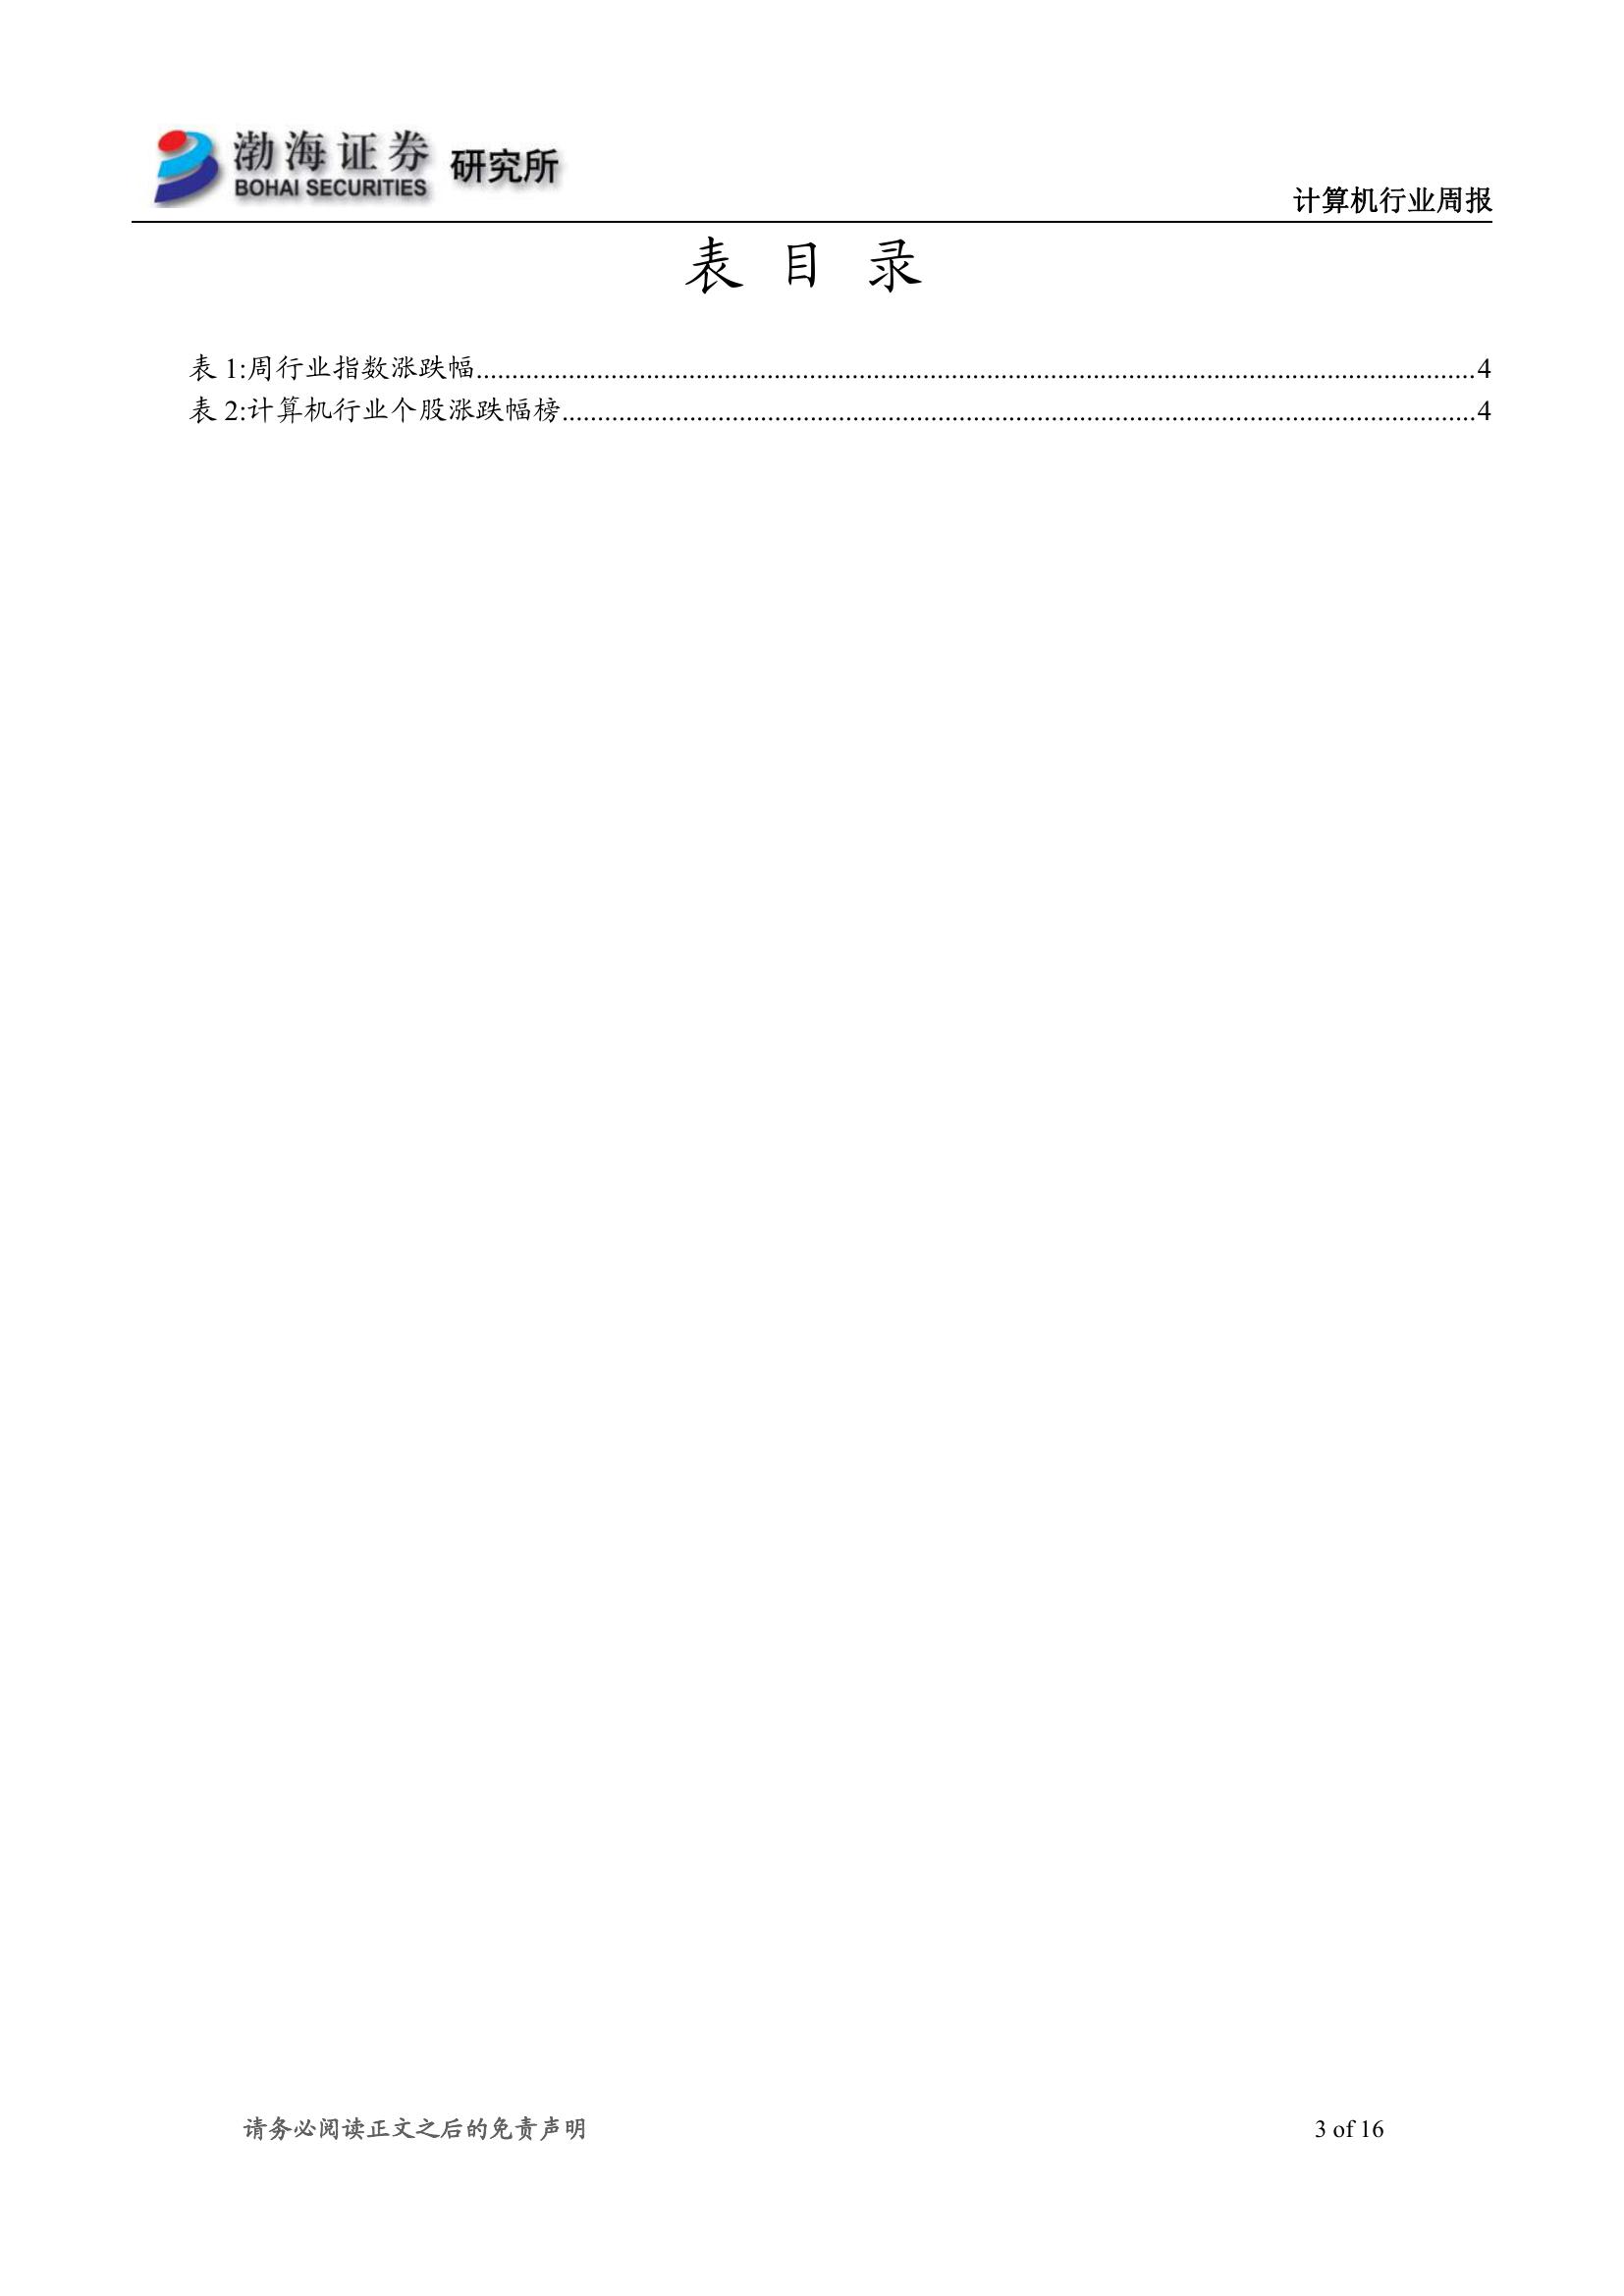 渤海证券 研究所
BOHAI SECURITIES
计算机行业周报
表 目 录
表 1:周行业指数涨跌幅........................................................................................................................................4
表 2:计算机行业个股涨跌幅榜............................................................................................................................4
请务必阅读正文之后的免责声明 3 of 16